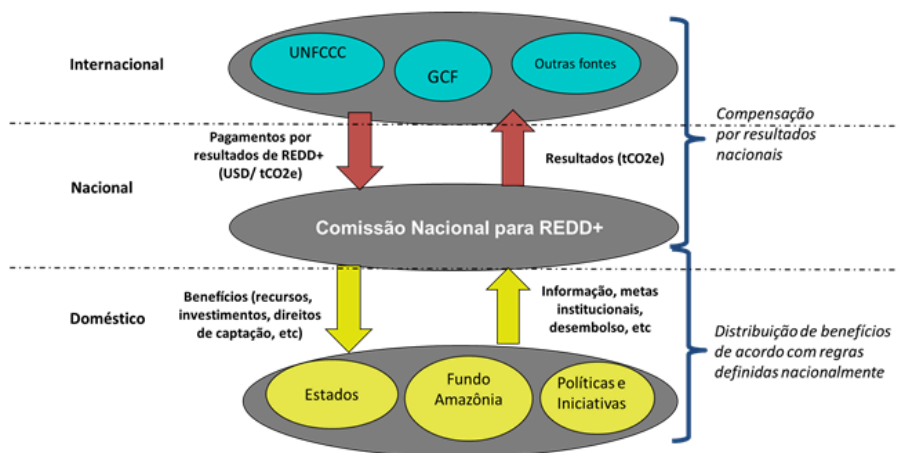 Internacional
UNFCCC
GCF
Outras fontes
Pagamentos por
resultados de REDD+
(USD/ tCO2e)
Resultados (tCO2e)
Compensação
por resultados
nacionais
Nacional
Comissão Nacional para REDD+
Doméstico
Benefícios (recursos,
investimentos, direitos
de captação, etc)
Informação, metas
institucionais,
desembolso, etc
Distribuição de benefícios
de acordo com regras
definidas nacionalmente
Estados
Fundo
Amazônia
Políticas e
Iniciativas